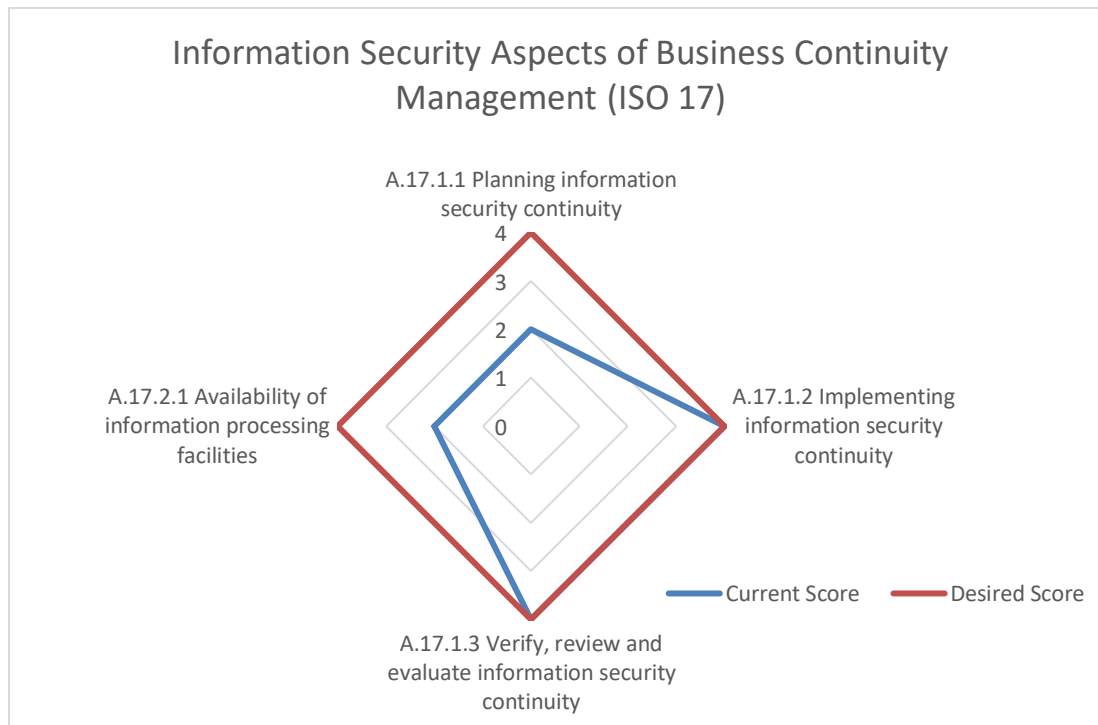 Information Security Aspects of Business Continuity
Management (ISO 17)
A.17.1.1 Planning information
security continuity
4
3
2
1
0
A.17.2.1 Availability of
information processing
facilities
A.17.1.2 Implementing
information security
continuity
Current Score
Desired Score
A.17.1.3 Verify, review and
evaluate information security
continuity